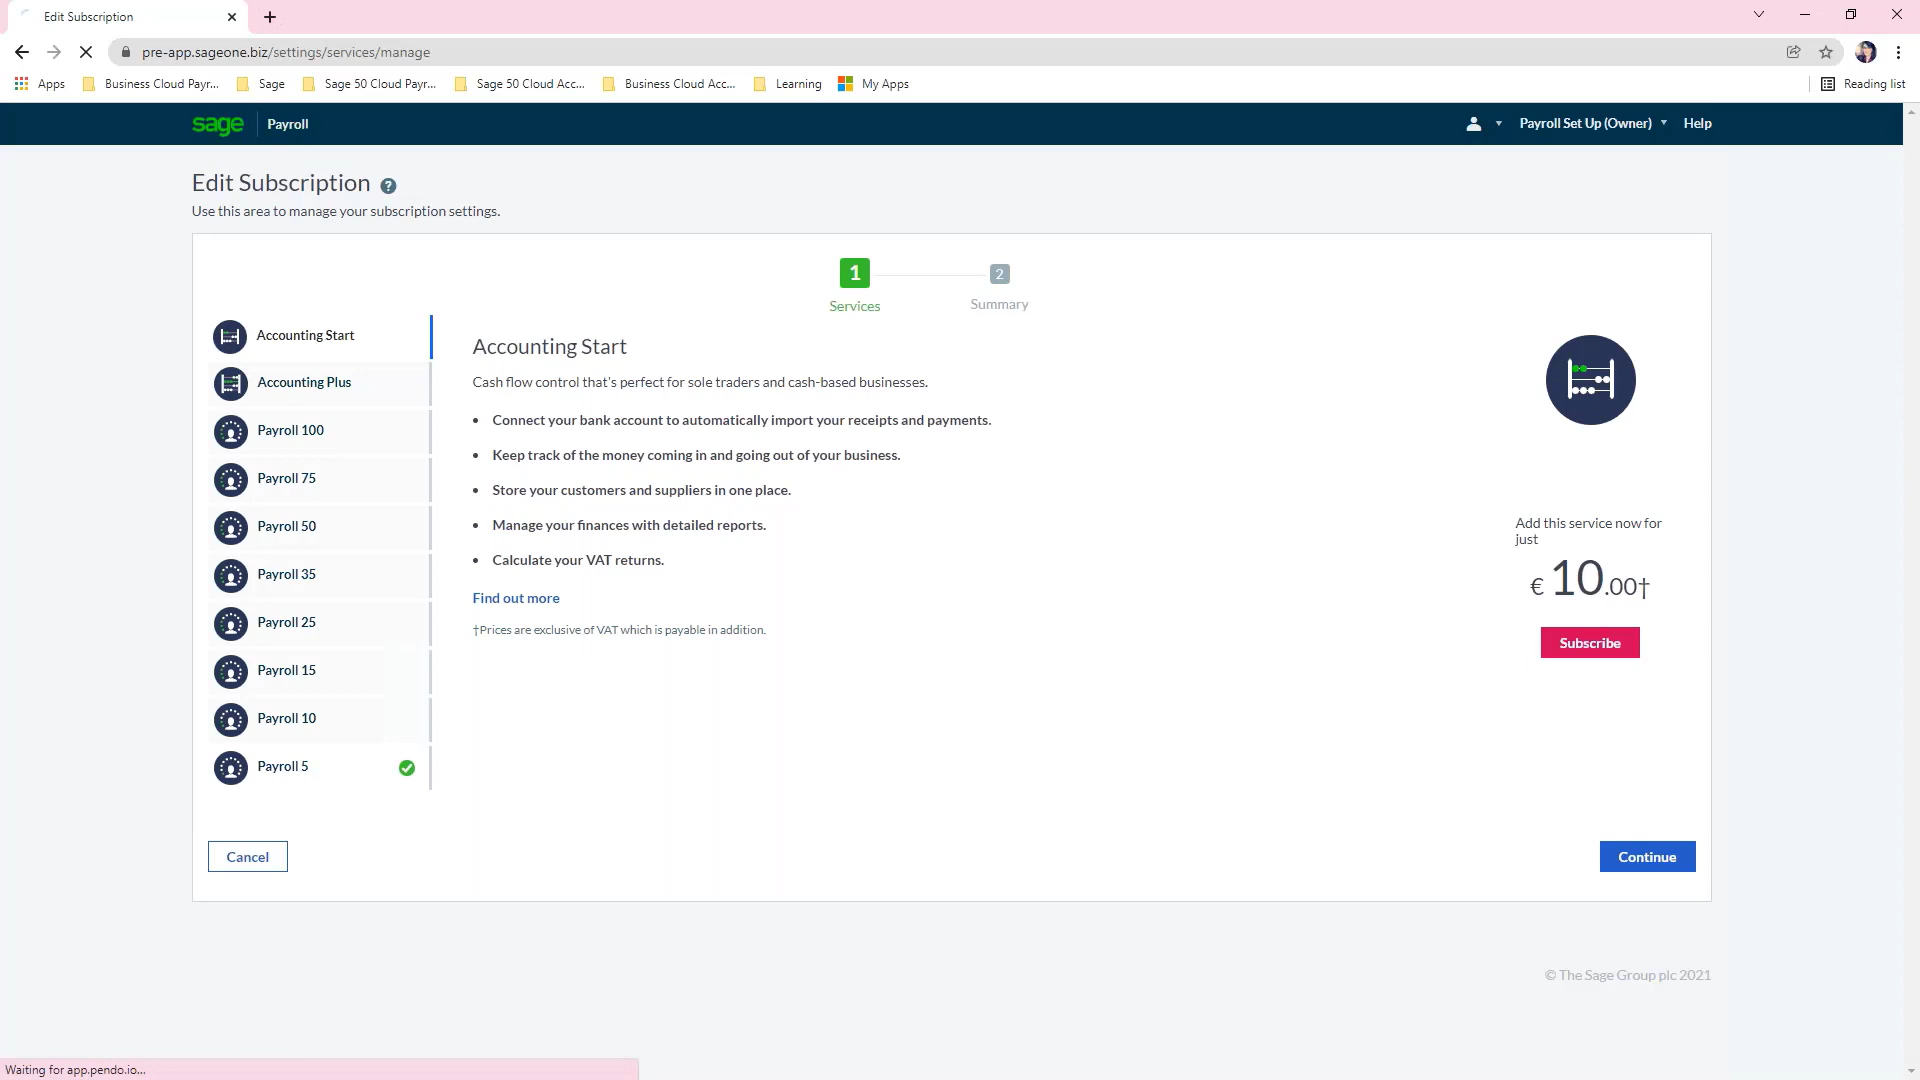 Edit Subscription
pre-app.sageone.biz/settings/services/manage
Apps Business Cloud Payr... Sage Sage 50 Cloud Payr... Sage 50 Cloud Acc... Business Cloud Acc... Learning My Apps Reading list
sage Payroll Payroll Set Up (Owner) Help
Edit Subscription ?
Use this area to manage your subscription settings.
1 2
Services Summary
Accounting Start
Accounting Plus
Payroll 100
Payroll 75
Payroll 50
Payroll 35
Payroll 25
Payroll 15
Payroll 10
Payroll 5
Accounting Start
Cash flow control that's perfect for sole traders and cash-based businesses.
• Connect your bank account to automatically import your receipts and payments.
• Keep track of the money coming in and going out of your business.
• Store your customers and suppliers in one place.
• Manage your finances with detailed reports.
• Calculate your VAT returns.
Find out more
†Prices are exclusive of VAT which is payable in addition.
Add this service now for
just
€ 10.00†
Subscribe
Cancel Continue
© The Sage Group plc 2021
Waiting for app.pendo.io...